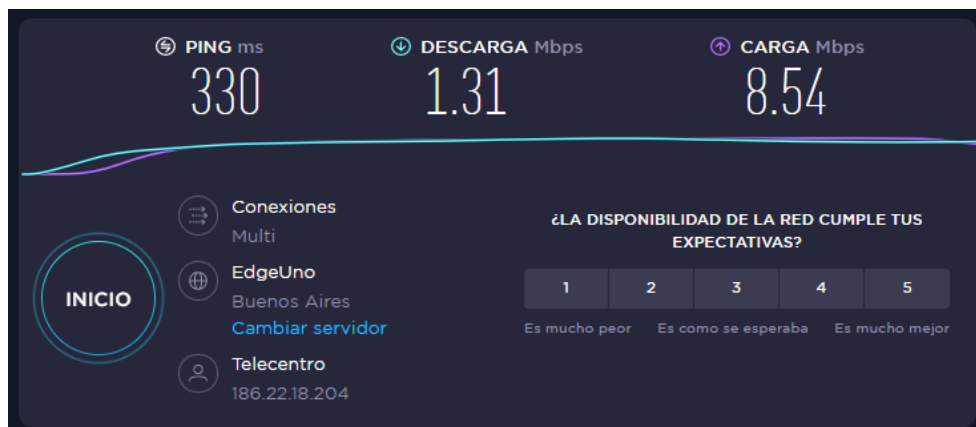 PING ms
330
DESCARGA Mbps
1.31
CARGA Mbps
8.54
INICIO
Conexiones
Multi
EdgeUno
Buenos Aires
Cambiar servidor
Telecentro
186.22.18.204
¿LA DISPONIBILIDAD DE LA RED CUMPLE TUS
EXPECTATIVAS?
1 2 3 4 5
Es mucho peor Es como se esperaba Es mucho mejor